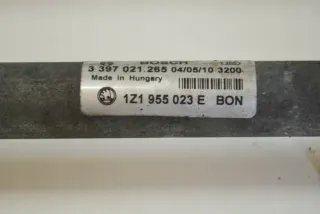 BOSCH
3 397 021.265 04/05/10 3200
Made in Hungary
1Z1 955 023 E BON